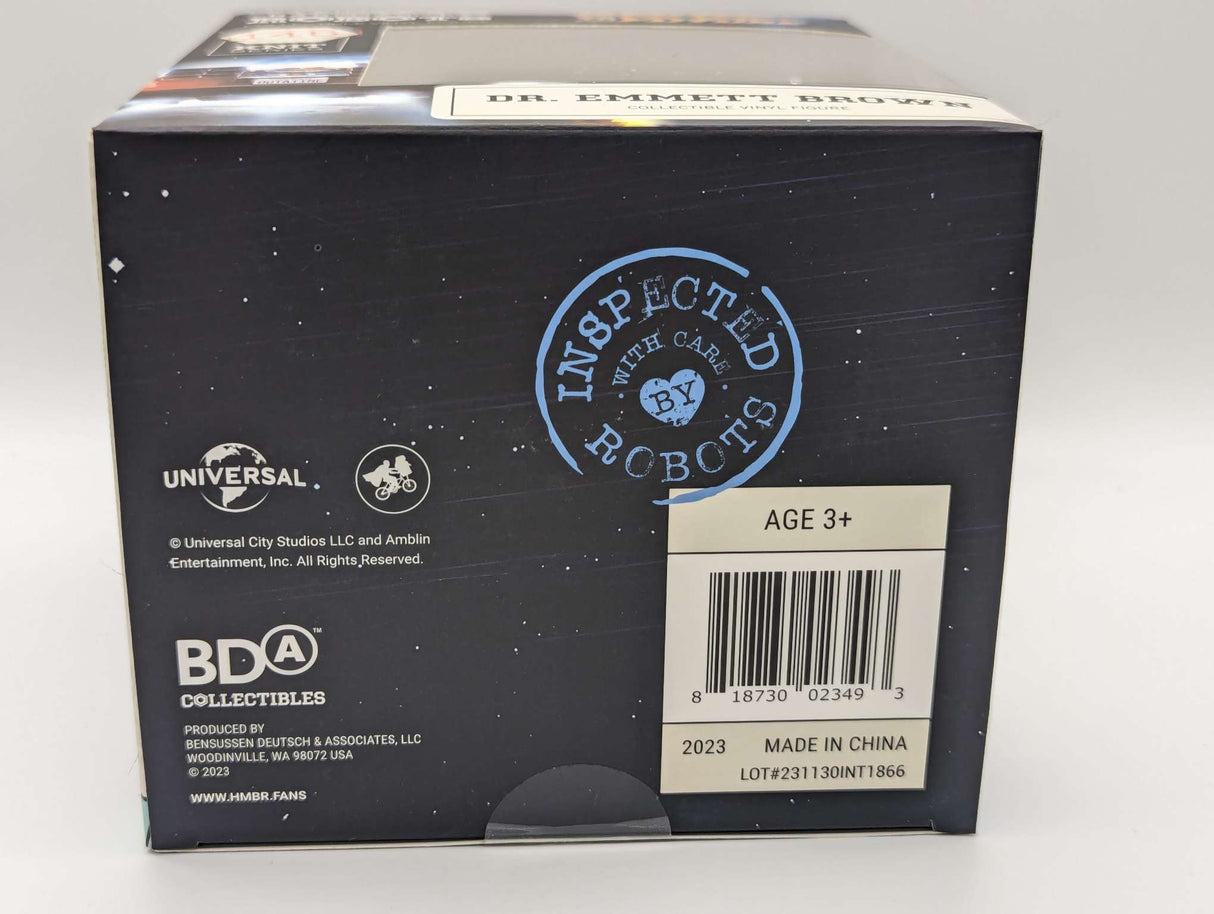 UNIT
DR. EMMETT BROWN
COLLECTIBLE VINYL FIGURE
INSPECTED
WITH CARE
BY
ROBOTS
UNIVERSAL
© Universal City Studios LLC and Amblin
Entertainment, Inc. All Rights Reserved.
BDA™
COLLECTIBLES
PRODUCED BY
BENSUSSEN DEUTSCH & ASSOCIATES, LLC
WOODINVILLE, WA 98072 USA
© 2023
WWW.HMBR.FANS
AGE 3+
8 18730 02349 3
2023 MADE IN CHINA
LOT#231130INT1866